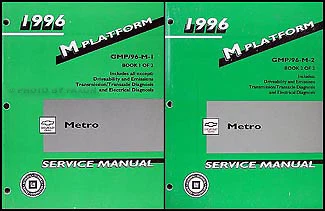 1996
M PLATFORM
GMP/96-M-1
BOOK 1 OF 2
Includes all except:
Driveability and Emissions
Transmission/Transaxle Diagnosis
and Electrical Diagnosis
Metro
SERVICE MANUAL
1996
M PLATFORM
GMP/96-M-2
BOOK 2 OF 2
Includes:
Driveability and Emissions
Transmission/Transaxle Diagnosis
and Electrical Diagnosis
Metro
SERVICE MANUAL